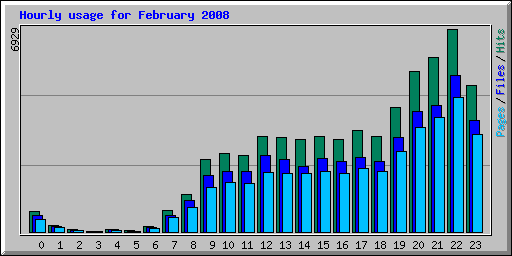 Hourly usage for February 2008
6929
Pages / Files / Hits
0 1 2 3 4 5 6 7 8 9 10 11 12 13 14 15 16 17 18 19 20 21 22 23